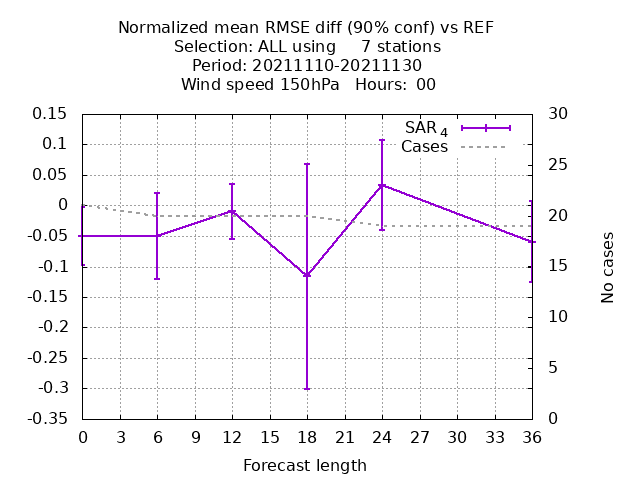 Normalized mean RMSE diff (90% conf) vs REF
Selection: ALL using     7 stations
Period: 20211110-20211130
Wind speed 150hPa   Hours:  00
SAR 4
Cases
0.15
0.1
0.05
0
-0.05
-0.1
-0.15
-0.2
-0.25
-0.3
-0.35
30
25
20
15
10
5
0
No cases
0 3 6 9 12 15 18 21 24 27 30 33 36
Forecast length